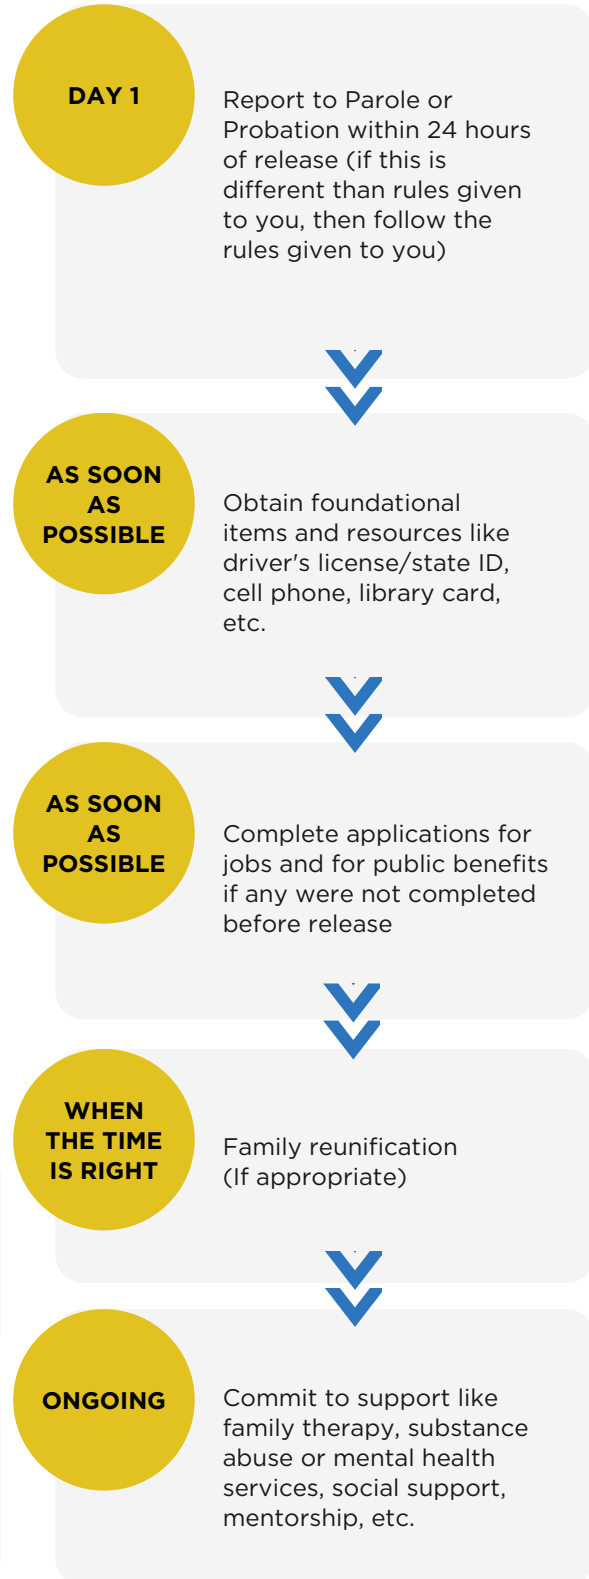 DAY 1
Report to Parole or
Probation within 24 hours
of release (if this is
different than rules given
to you, then follow the
rules given to you)
AS SOON
AS
POSSIBLE
Obtain foundational
items and resources like
driver's license/state ID,
cell phone, library card,
etc.
AS SOON
AS
POSSIBLE
Complete applications for
jobs and for public benefits
if any were not completed
before release
WHEN
THE TIME
IS RIGHT
Family reunification
(If appropriate)
ONGOING
Commit to support like
family therapy, substance
abuse or mental health
services, social support,
mentorship, etc.